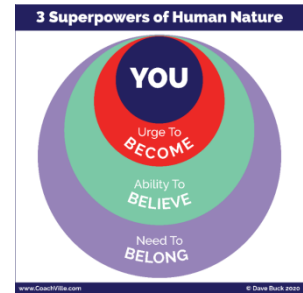 3 Superpowers of Human Nature
YOU
Urge To
BECOME
Ability To
BELIEVE
Need To
BELONG
www.CoachVille.com
© Dave Buck 2020